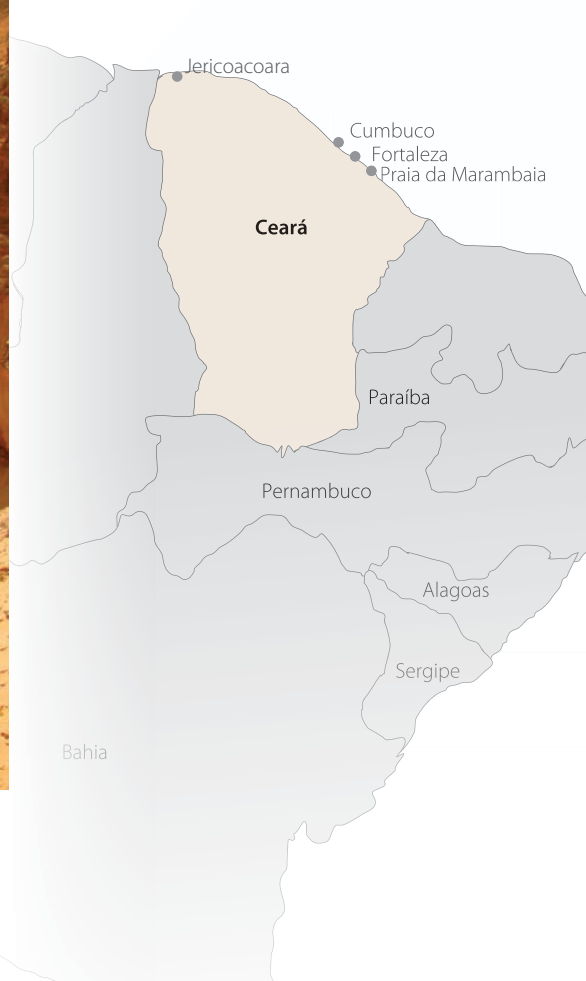 Jericoacoara
Cumbuco
Fortaleza
Praia da Marambaia
Ceará
Paraíba
Pernambuco
Alagoas
Sergipe
Bahia